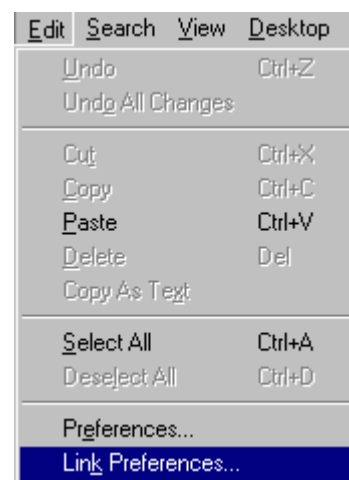 Edit Search View Desktop
Undo Ctrl+Z
Undo All Changes
Cut Ctrl+X
Copy Ctrl+C
Paste Ctrl+V
Delete Del
Copy As Text
Select All Ctrl+A
Deselect All Ctrl+D
Preferences...
Link Preferences...